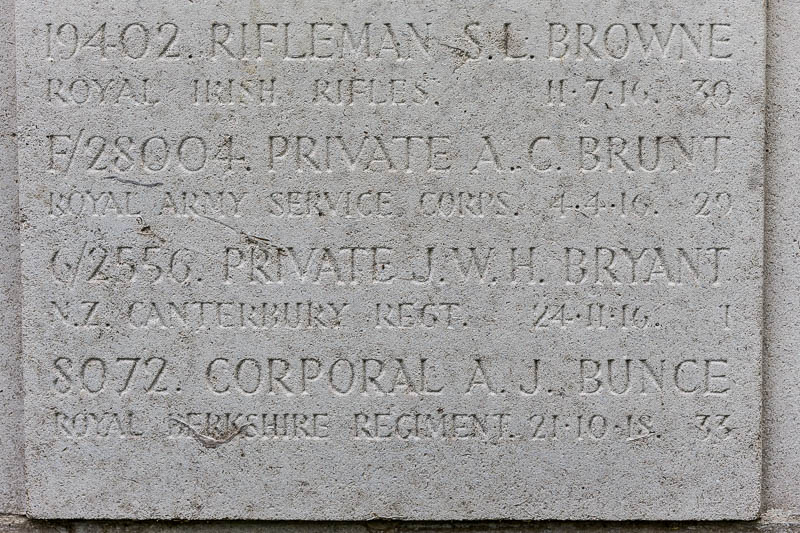 19402. RIFLEMAN S.L. BROWNE
ROYAL IRISH RIFLES. 11·7·16. 30
F/28004. PRIVATE A.C. BRUNT
ROYAL ARMY SERVICE CORPS. 4·4·16. 29
6/2556. PRIVATE J.W.H. BRYANT
N.Z. CANTERBURY REGT. 24·11·16. 1
8072. CORPORAL A.J. BUNCE
ROYAL BERKSHIRE REGIMENT. 21·10·18. 33